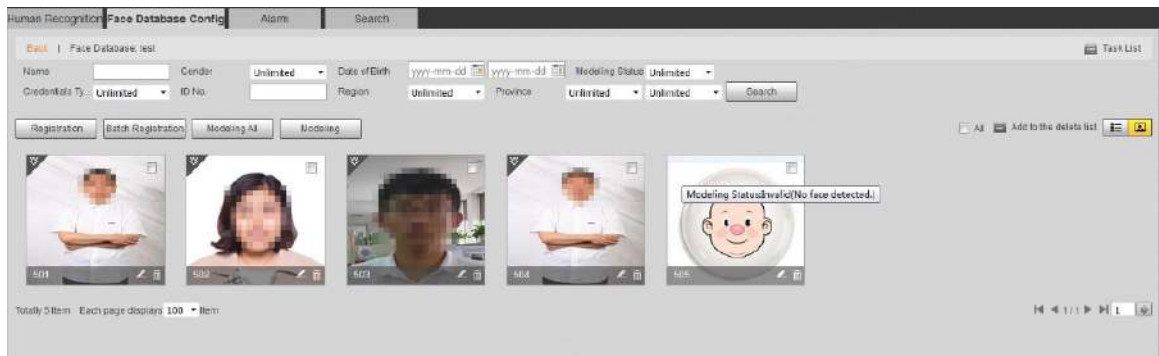 Human Recognition Face Database Config Alarm Search
Back | Face Database: test Task List
Name Gender Unlimited Date of Birth yyyy-mm-dd yyyy-mm-dd Modeling Status Unlimited
Credentials Ty... Unlimited ID No. Region Unlimited Province Unlimited Unlimited Search
Registration Batch Registration Modeling All Modeling All Add to the delete list
Modeling Status:Invalid(No face detected.)
501 502 503 504 505
Totally 5 Item Each page displays 100 Item 1/1 1